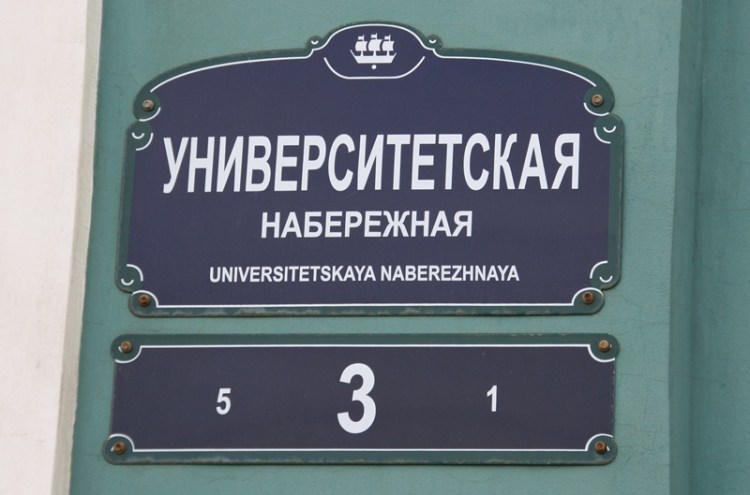 УНИВЕРСИТЕТСКАЯ
НАБЕРЕЖНАЯ
UNIVERSITETSKAYA NABEREZHNAYA
5 3 1